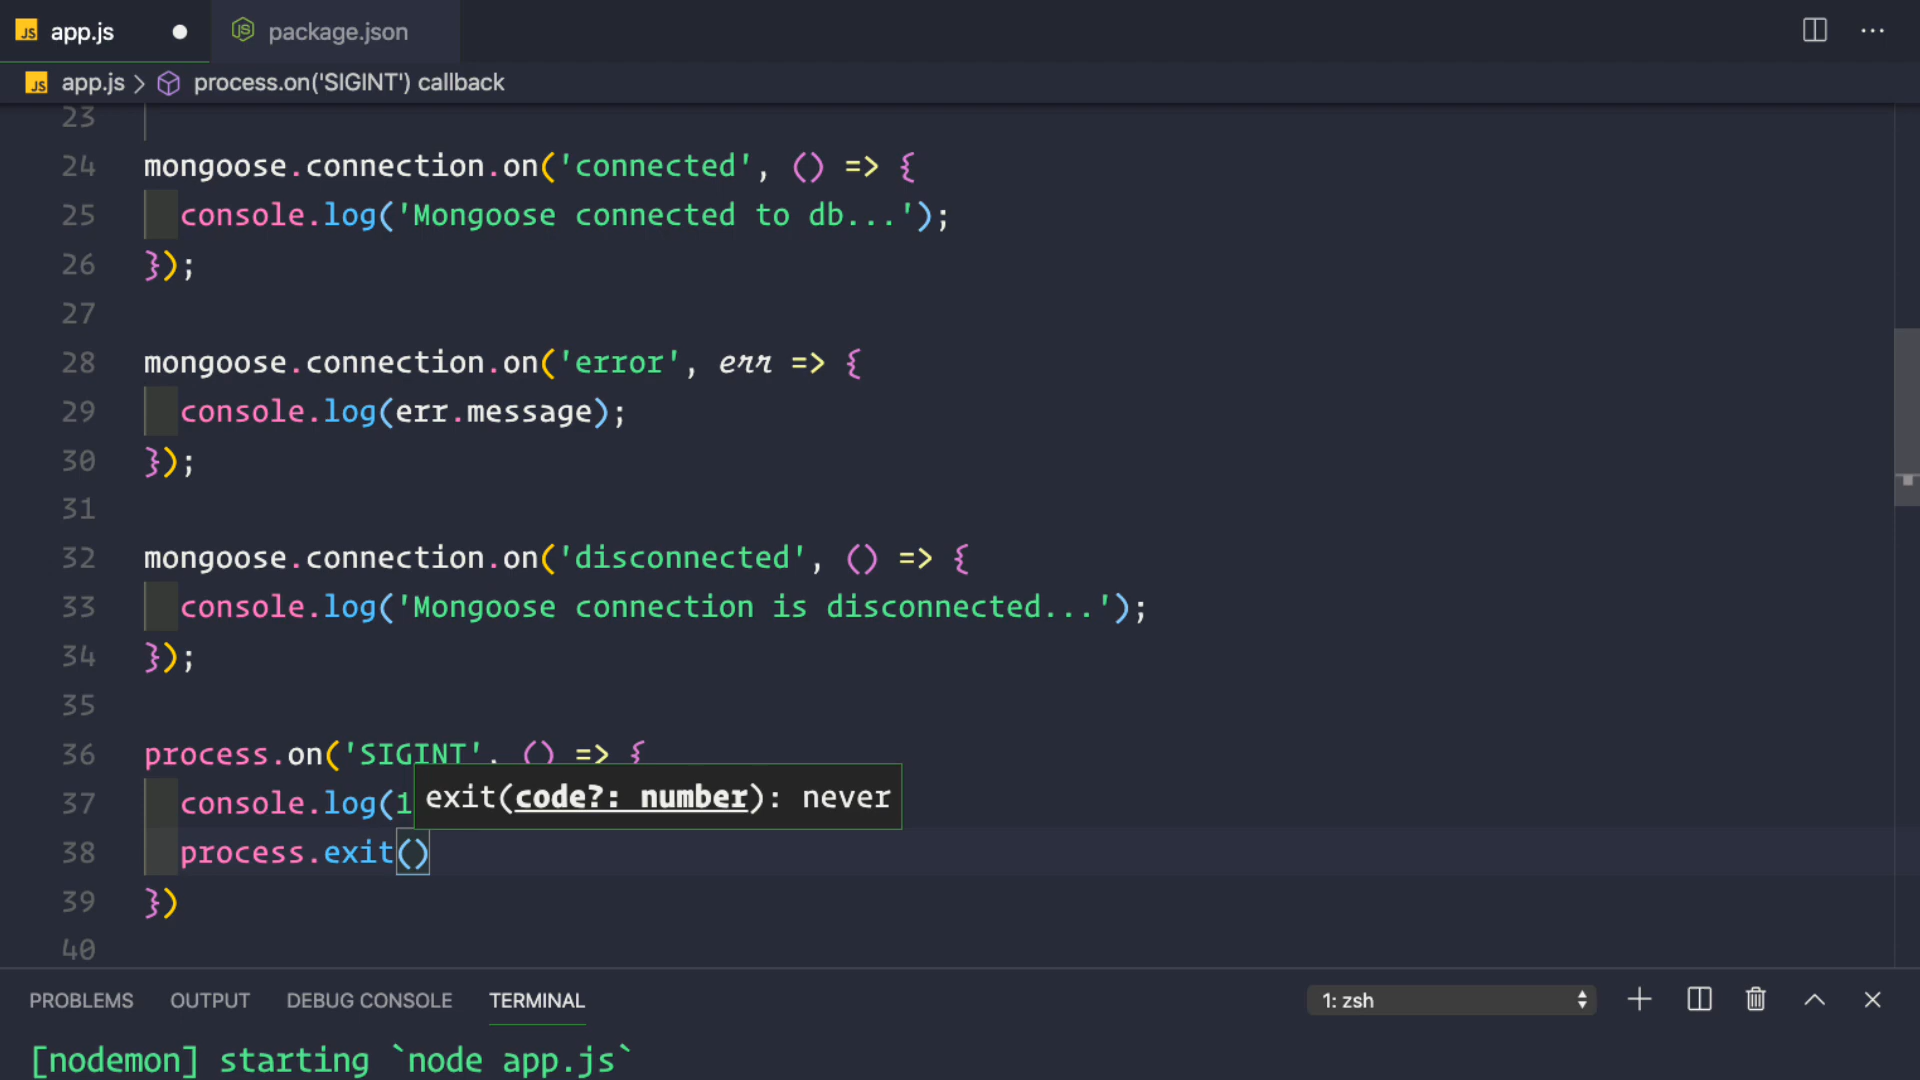 JS app.js
JS package.json
JS app.js > process.on('SIGINT') callback
23
24 mongoose.connection.on('connected', () => {
25 console.log('Mongoose connected to db...');
26 });
27
28 mongoose.connection.on('error', err => {
29 console.log(err.message);
30 });
31
32 mongoose.connection.on('disconnected', () => {
33 console.log('Mongoose connection is disconnected...');
34 });
35
36 process.on('SIGINT', () => {
37 console.log(1
exit(code?: number): never
38 process.exit()
39 })
40
PROBLEMS OUTPUT DEBUG CONSOLE TERMINAL 1: zsh
[nodemon] starting `node app.js`